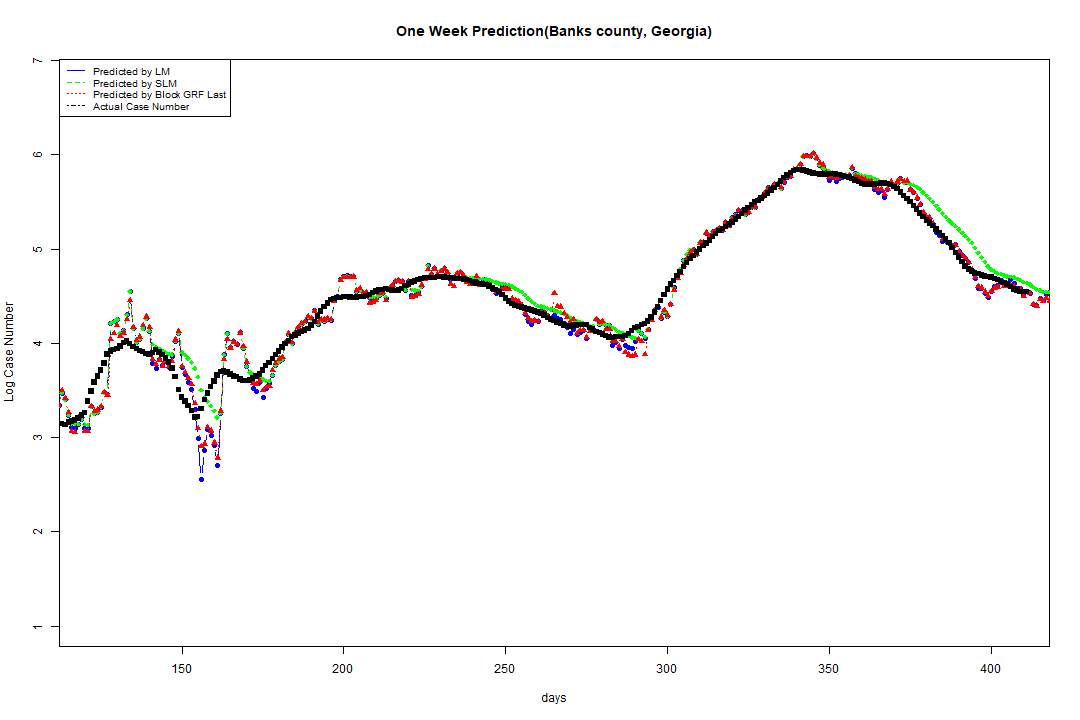 One Week Prediction(Banks county, Georgia)
Predicted by LM
Predicted by SLM
Predicted by Block GRF Last
Actual Case Number
Log Case Number
7
6
5
4
3
2
1
150 200 250 300 350 400
days